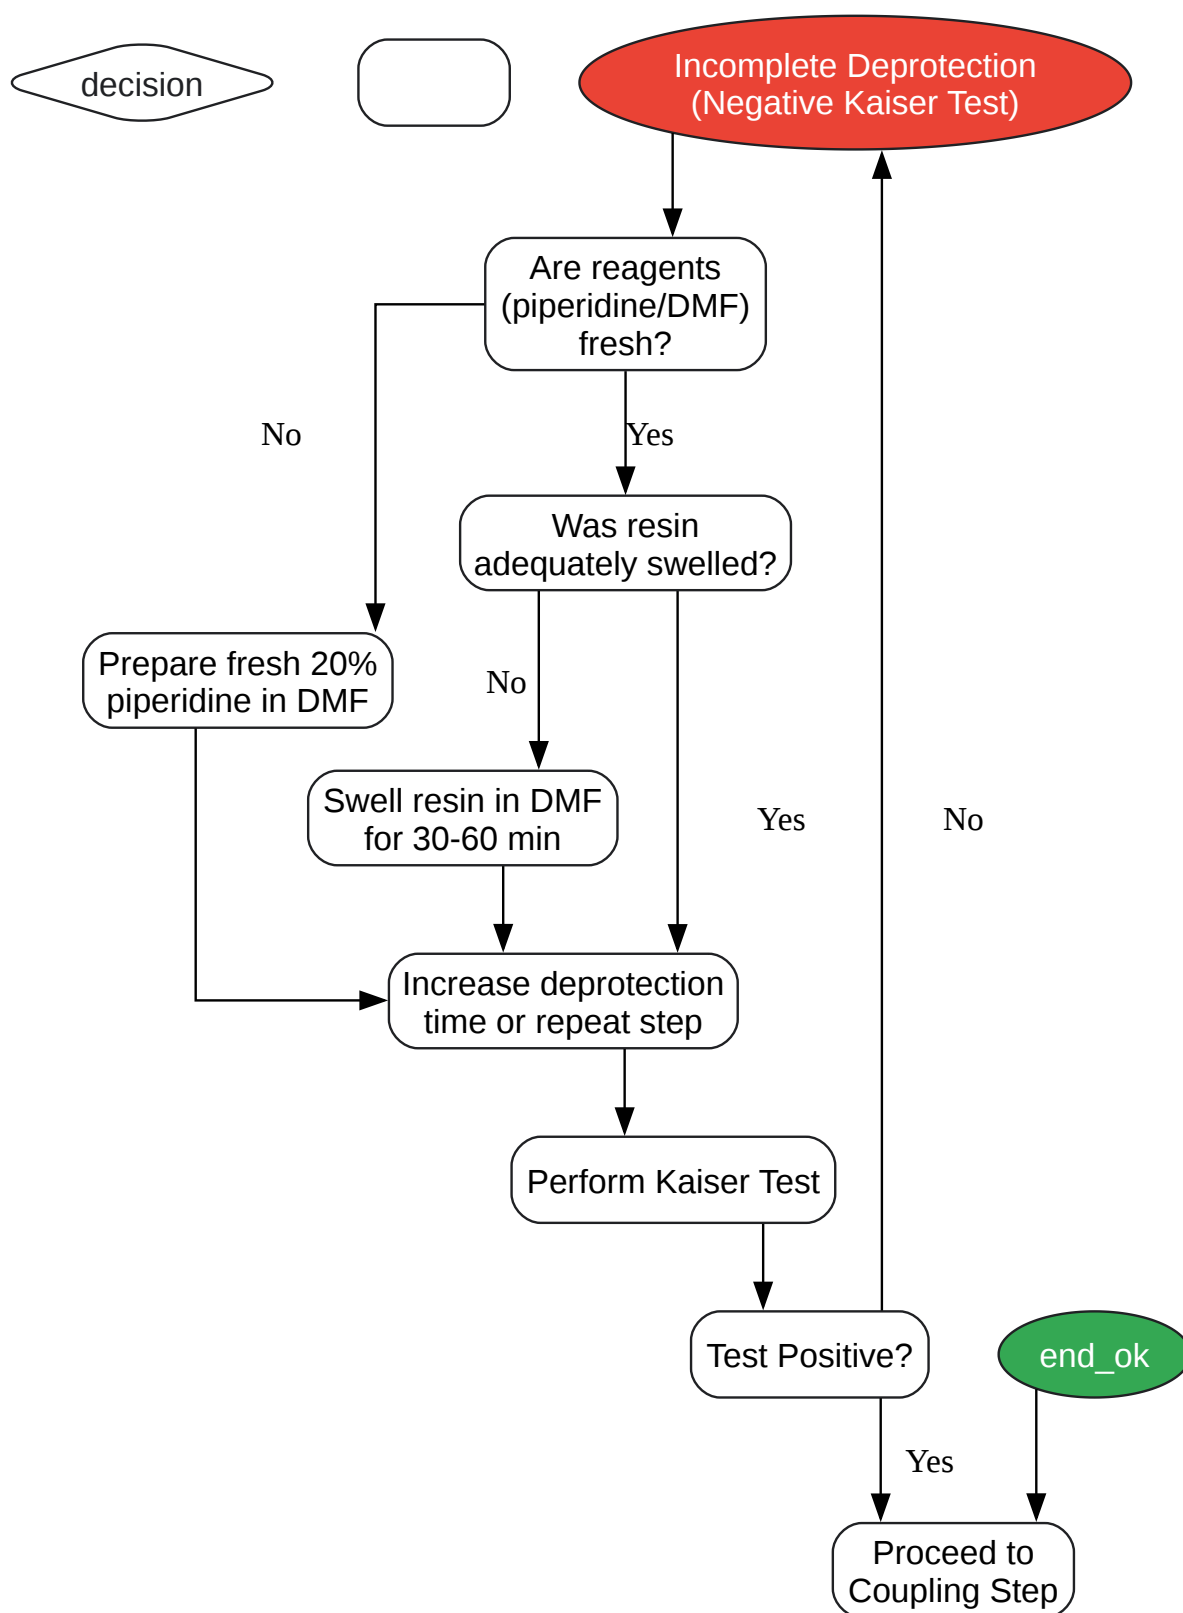 decision
Incomplete Deprotection
(Negative Kaiser Test)
Are reagents
(piperidine/DMF)
fresh?
No
Yes
Was resin
adequately swelled?
Prepare fresh 20%
piperidine in DMF
No
Swell resin in DMF
for 30-60 min
Yes
No
Increase deprotection
time or repeat step
Perform Kaiser Test
Test Positive?
end_ok
Yes
Proceed to
Coupling Step